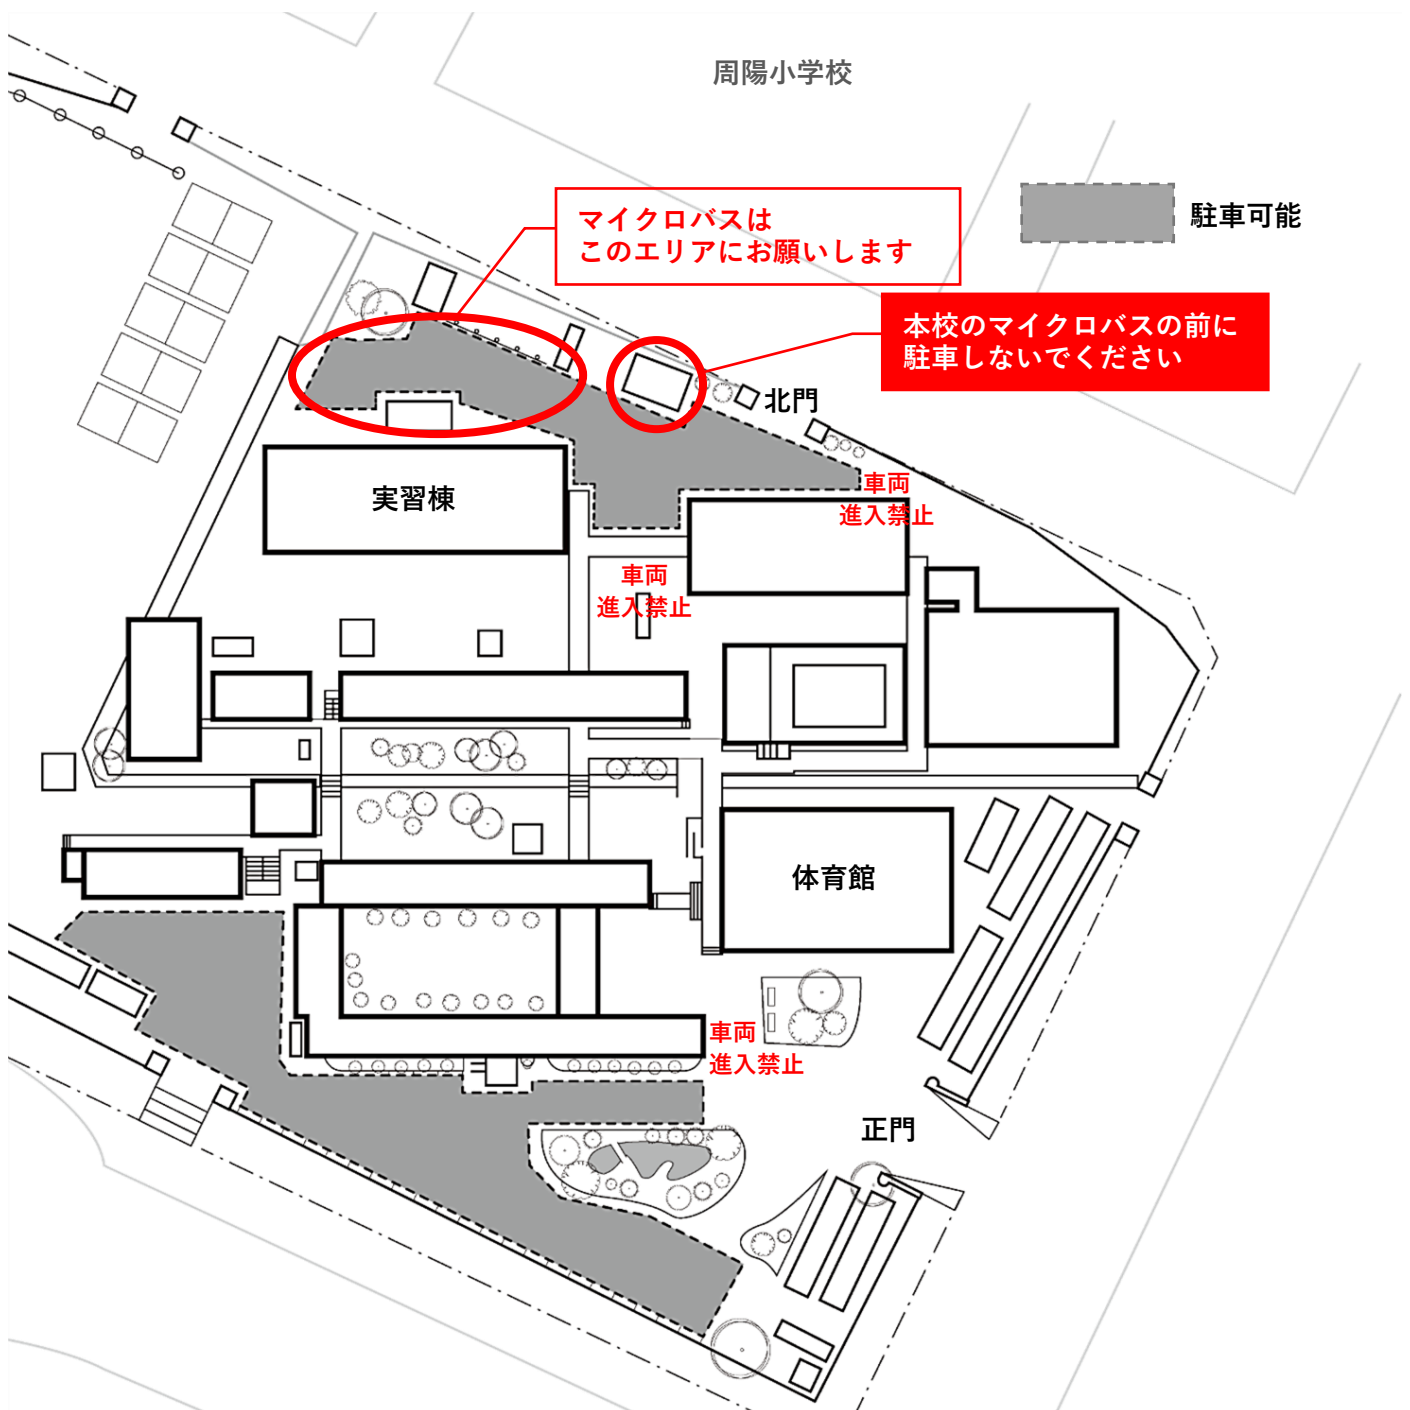 周陽小学校
駐車可能
マイクロバスは
このエリアにお願いします
本校のマイクロバスの前に
駐車しないでください
北門
実習棟
車両
進入禁止
車両
進入禁止
体育館
車両
進入禁止
正門